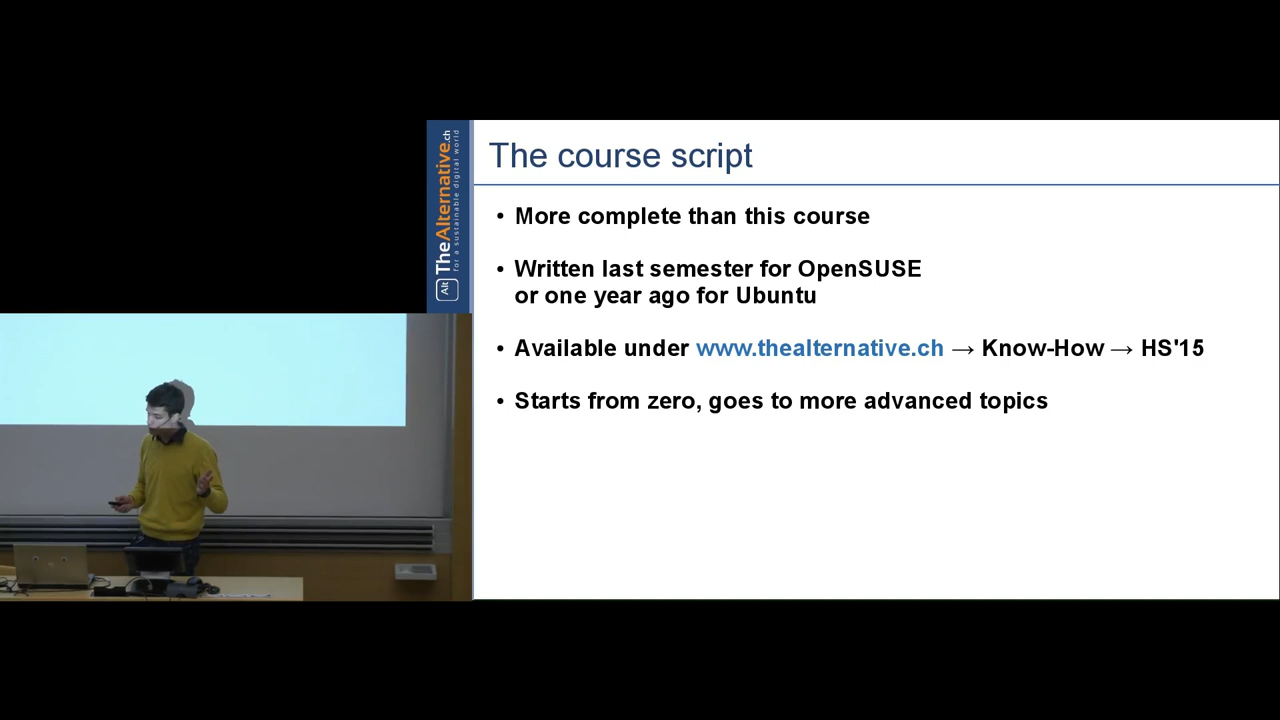 Alt TheAlternative.ch
for a sustainable digital world
The course script
• More complete than this course
• Written last semester for OpenSUSE
or one year ago for Ubuntu
• Available under www.thealternative.ch → Know-How → HS'15
• Starts from zero, goes to more advanced topics